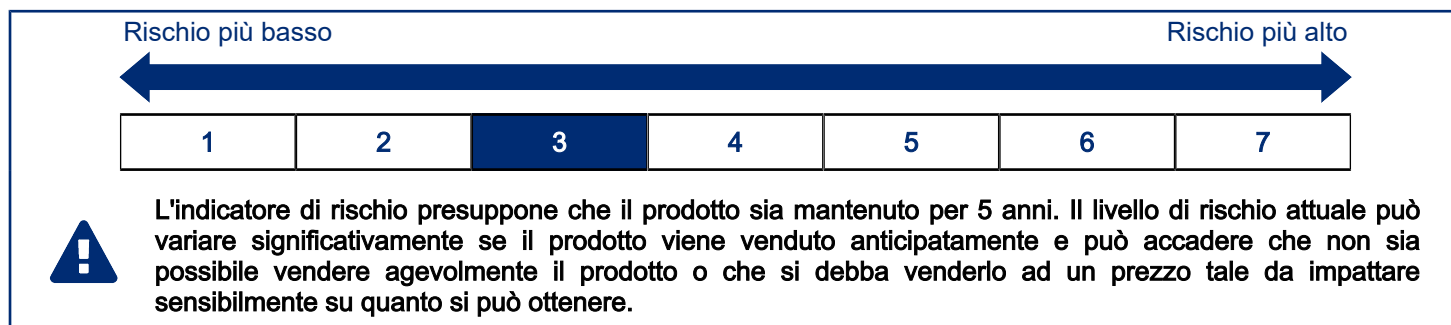 Rischio più basso Rischio più alto
1 2 3 4 5 6 7
L'indicatore di rischio presuppone che il prodotto sia mantenuto per 5 anni. Il livello di rischio attuale può
variare significativamente se il prodotto viene venduto anticipatamente e può accadere che non sia
possibile vendere agevolmente il prodotto o che si debba venderlo ad un prezzo tale da impattare
sensibilmente su quanto si può ottenere.